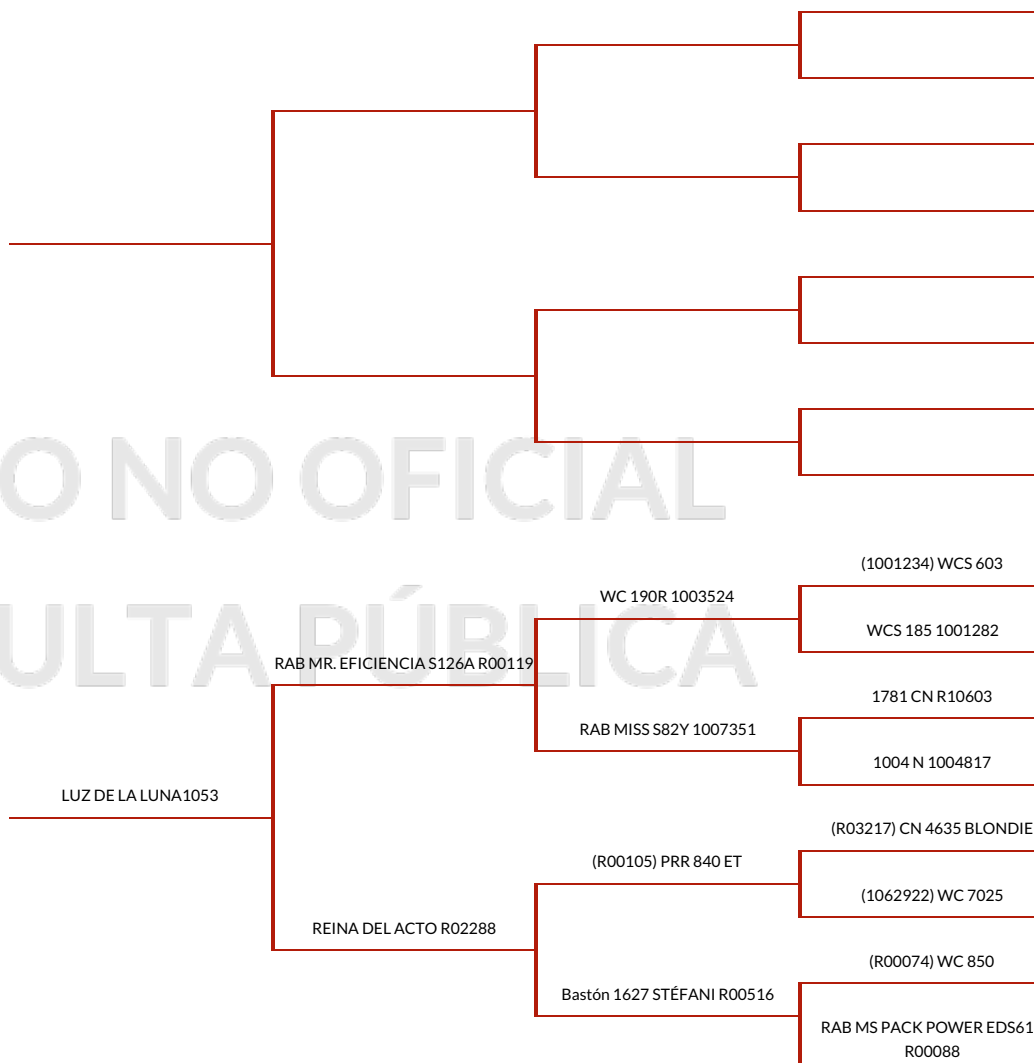 O NO OFICIAL
(1001234) WCS 603
WC 190R 1003524
ULTA PÚBLICA
WCS 185 1001282
RAB MR. EFICIENCIA S126A R00119
1781 CN R10603
RAB MISS S82Y 1007351
1004 N 1004817
LUZ DE LA LUNA1053
(R03217) CN 4635 BLONDIE
(R00105) PRR 840 ET
(1062922) WC 7025
REINA DEL ACTO R02288
(R00074) WC 850
Bastón 1627 STÉFANI R00516
RAB MS PACK POWER EDS61
R00088